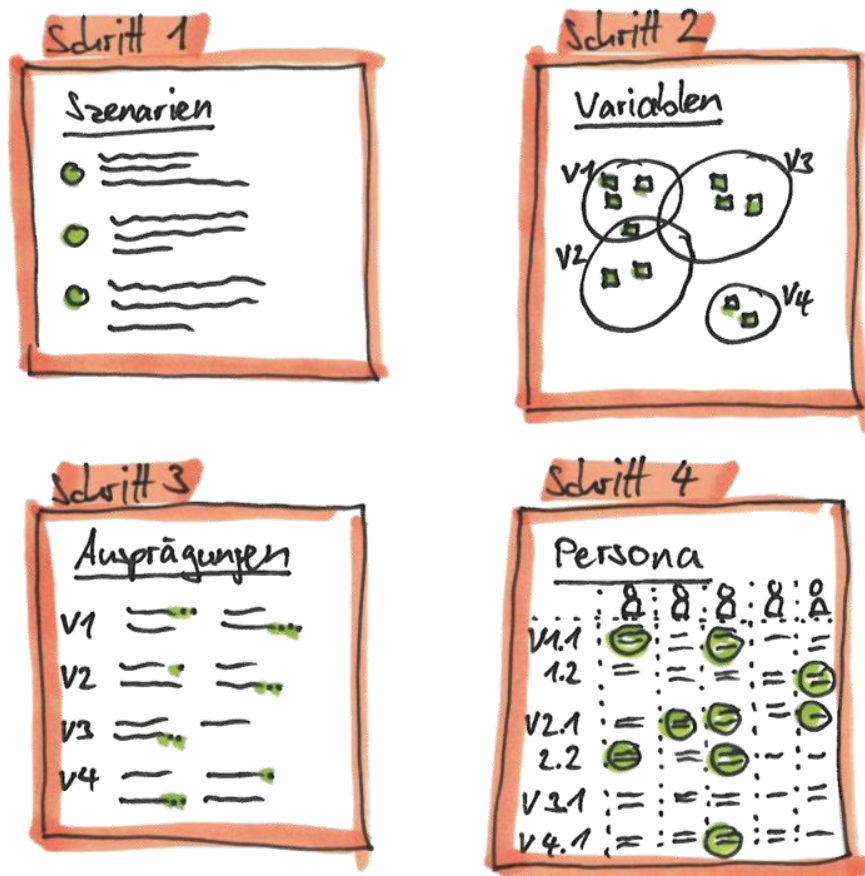 Schritt 1
Szenarien
Schritt 2
Variablen
V1
V3
V2
V4
Schritt 3
Ausprägungen
V1
V2
V3
V4
Schritt 4
Persona
V1.1
1.2
V2.1
2.2
V3.1
V4.1